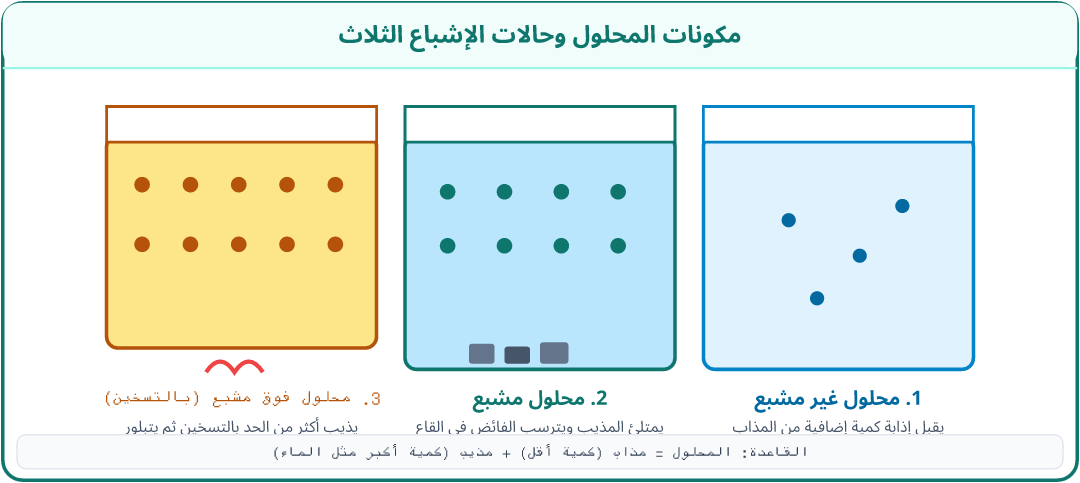 مكونات المحلول وحالات الإشباع الثلاث
1. محلول غير مشبع
يقبل إذابة كمية إضافية من المذاب
2. محلول مشبع
يمتلئ المذيب ويترسب الفائض في القاع
3. محلول فوق مشبع (بالتسخين)
يذيب أكثر من الحد بالتسخين ثم يتبلور
القاعدة: المحلول = مذاب (كمية أقل) + مذيب (كمية أكبر مثل الماء)